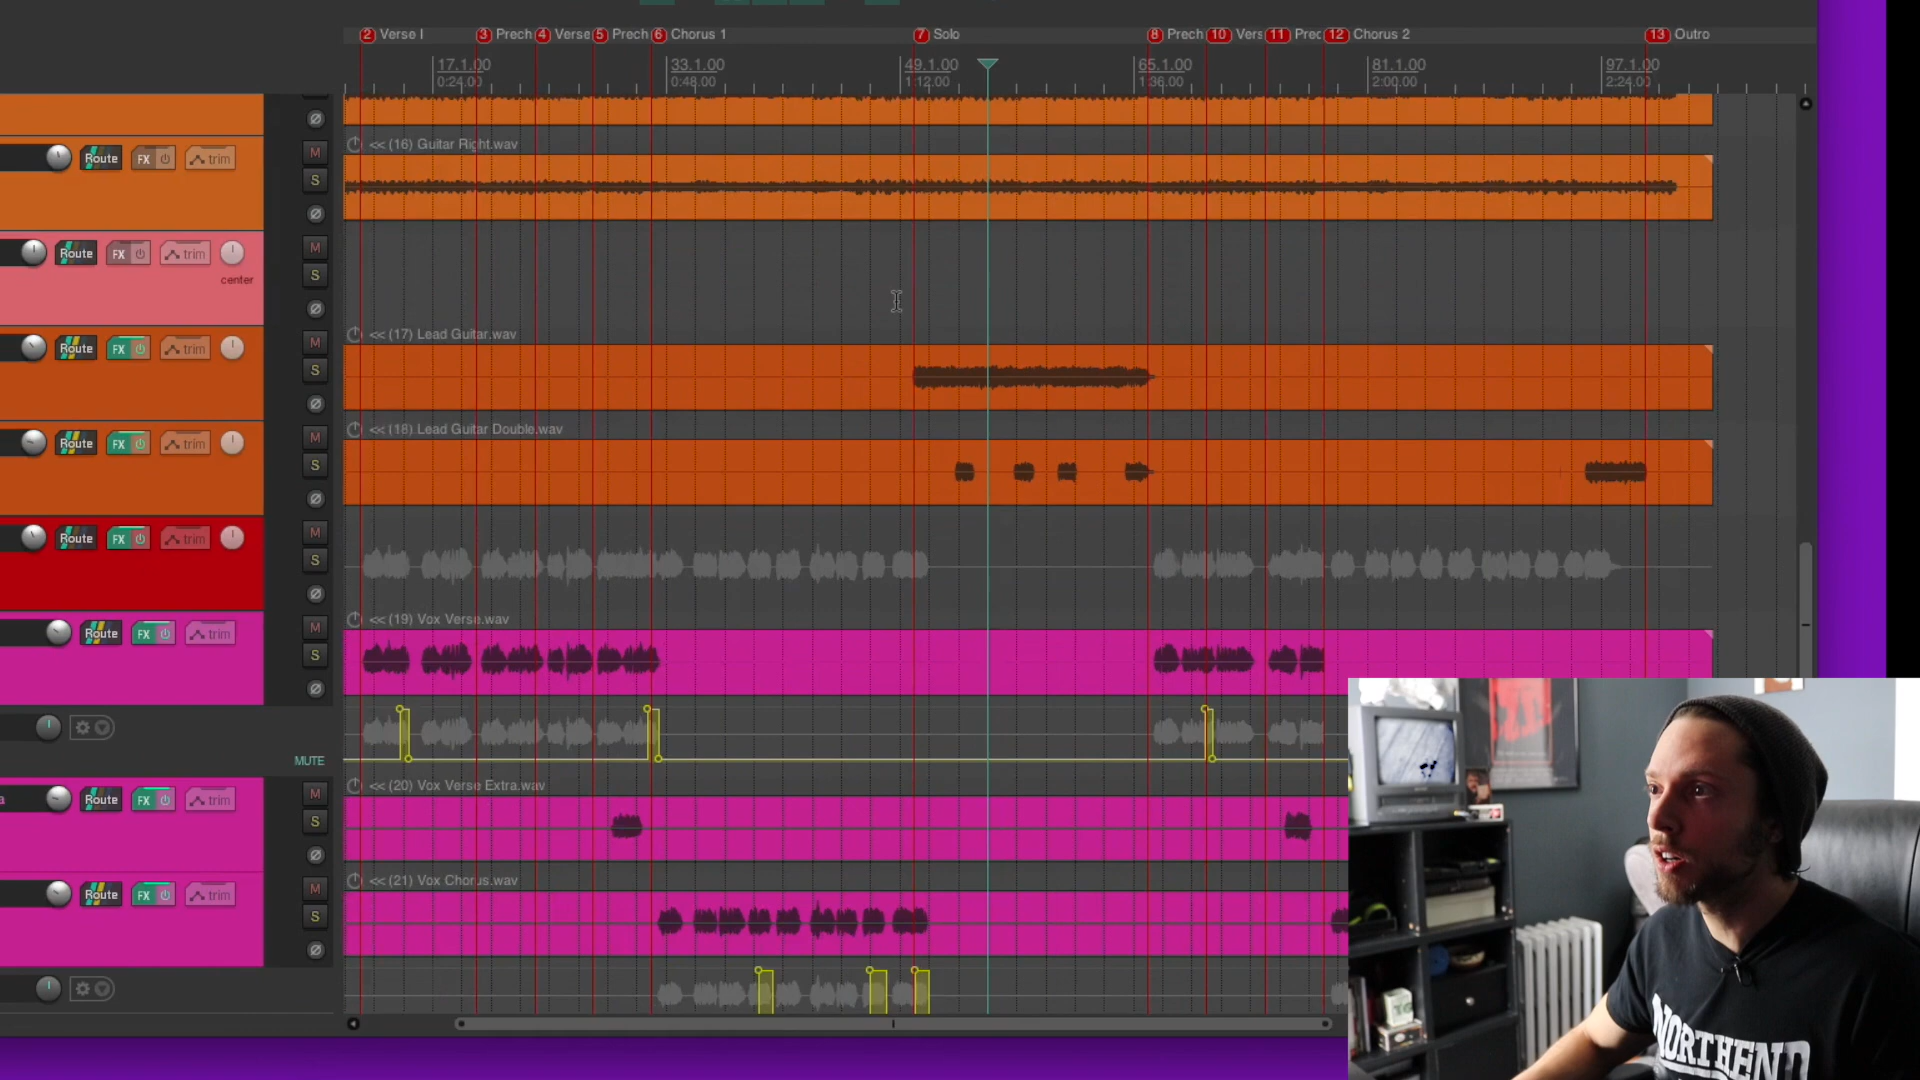 2 Verse I 3 Prech 4 Verse 5 Prech 6 Chorus 1 7 Solo 8 Prech 10 Vers 11 Prec 12 Chorus 2 13 Outro
17.1.00 33.1.00 49.1.00 65.1.00 81.1.00 97.1.00
0:24.00 0:48.00 1:12.00 1:36.00 2:00.00 2:24.00
<< (16) Guitar Right.wav
Route FX trim M
S
Route FX trim M
center S
<< (17) Lead Guitar.wav
Route FX trim M
S
<< (18) Lead Guitar Double.wav
Route FX trim M
S
Route FX trim M
S
<< (19) Vox Verse.wav
Route FX trim M
S
MUTE
<< (20) Vox Verse Extra.wav
a Route FX trim M
S
<< (21) Vox Chorus.wav
Route FX trim M
S
NORTHEND